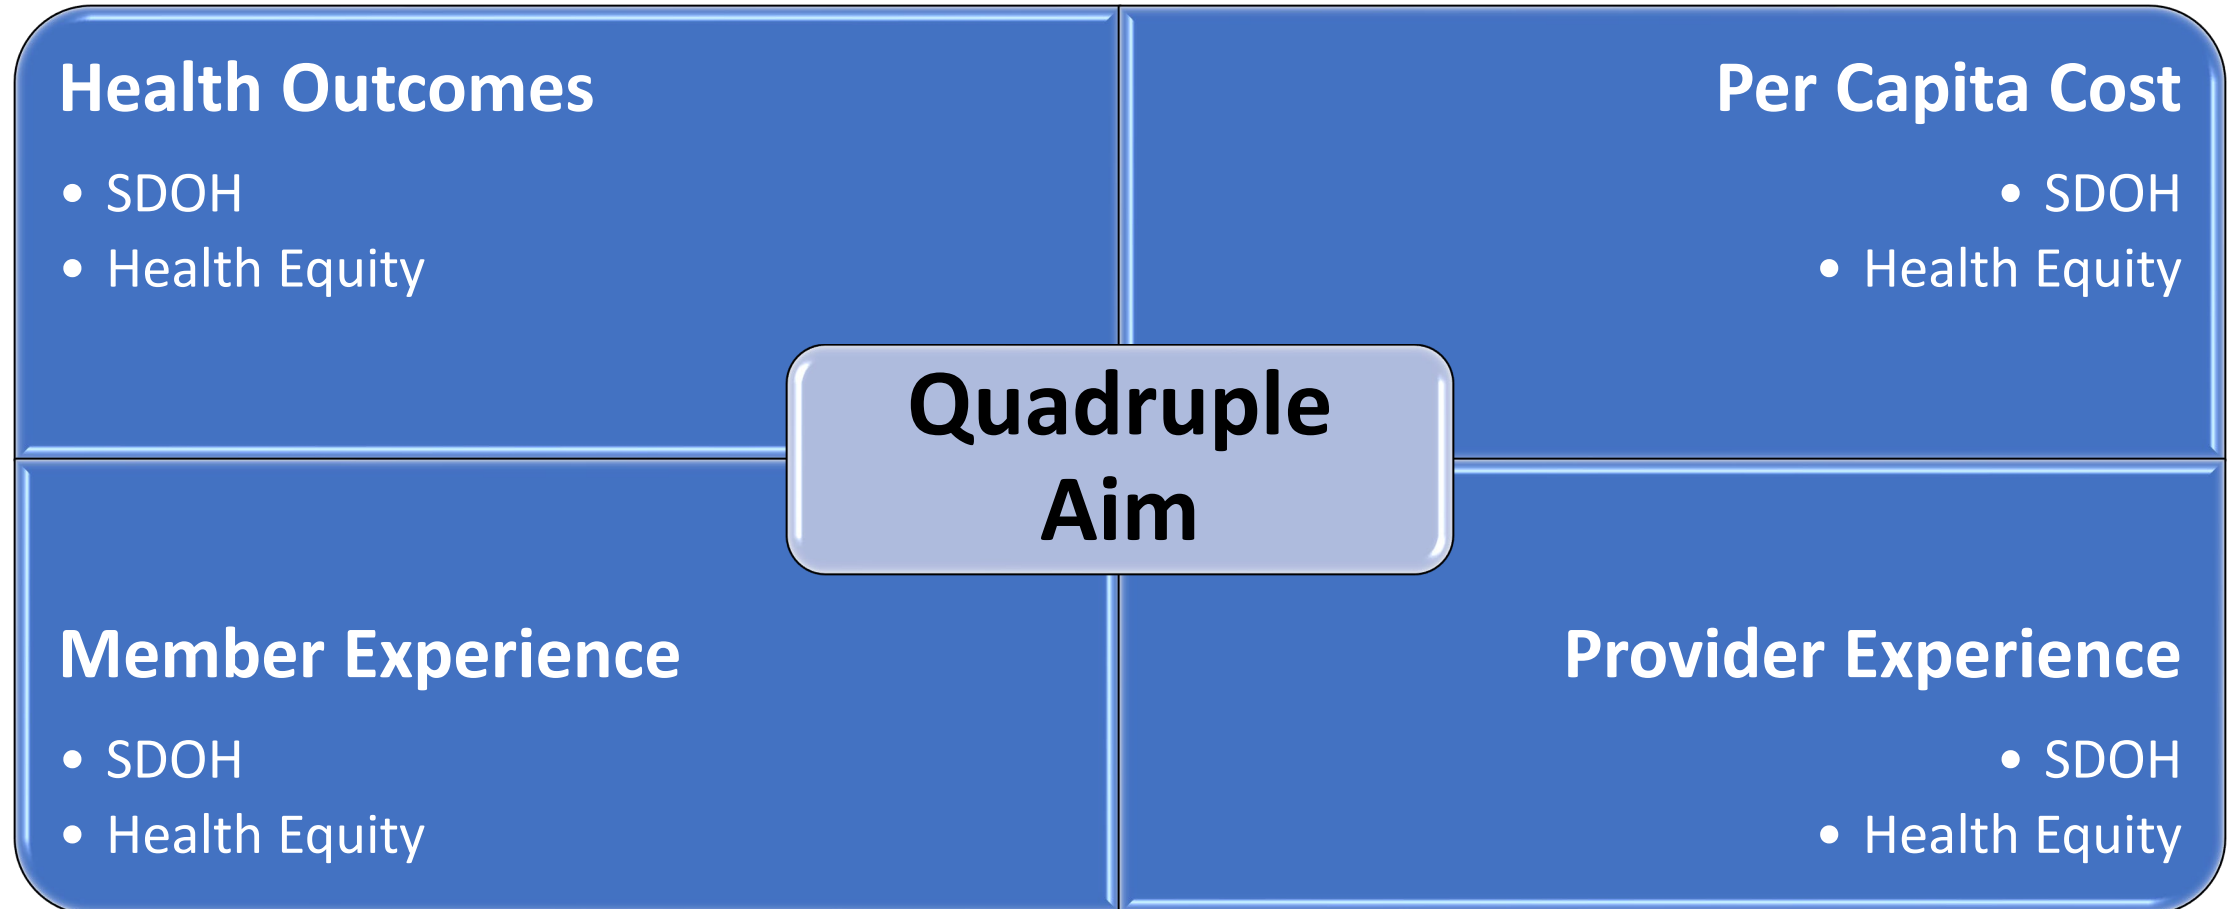 Health Outcomes
• SDOH
• Health Equity
Per Capita Cost
• SDOH
• Health Equity
Quadruple
Aim
Member Experience
• SDOH
• Health Equity
Provider Experience
• SDOH
• Health Equity